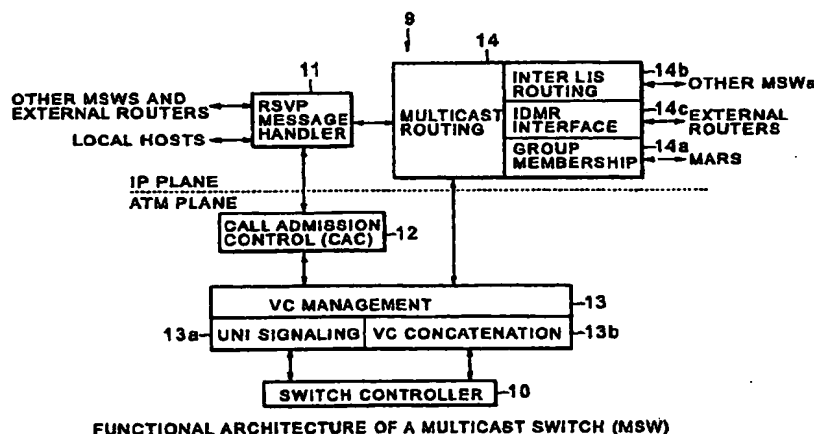 9
14
11
OTHER MSWS AND
EXTERNAL ROUTERS
LOCAL HOSTS
RSVP
MESSAGE
HANDLER
MULTICAST
ROUTING
INTER LIS
ROUTING
14b
OTHER MSWs
IDMR
INTERFACE
14c
EXTERNAL
ROUTERS
GROUP
MEMBERSHIP
14a
MARS
IP PLANE
ATM PLANE
CALL ADMISSION
CONTROL (CAC)
12
VC MANAGEMENT
13
13a
UNI SIGNALING
VC CONCATENATION
13b
SWITCH CONTROLLER
10
FUNCTIONAL ARCHITECTURE OF A MULTICAST SWITCH (MSW)